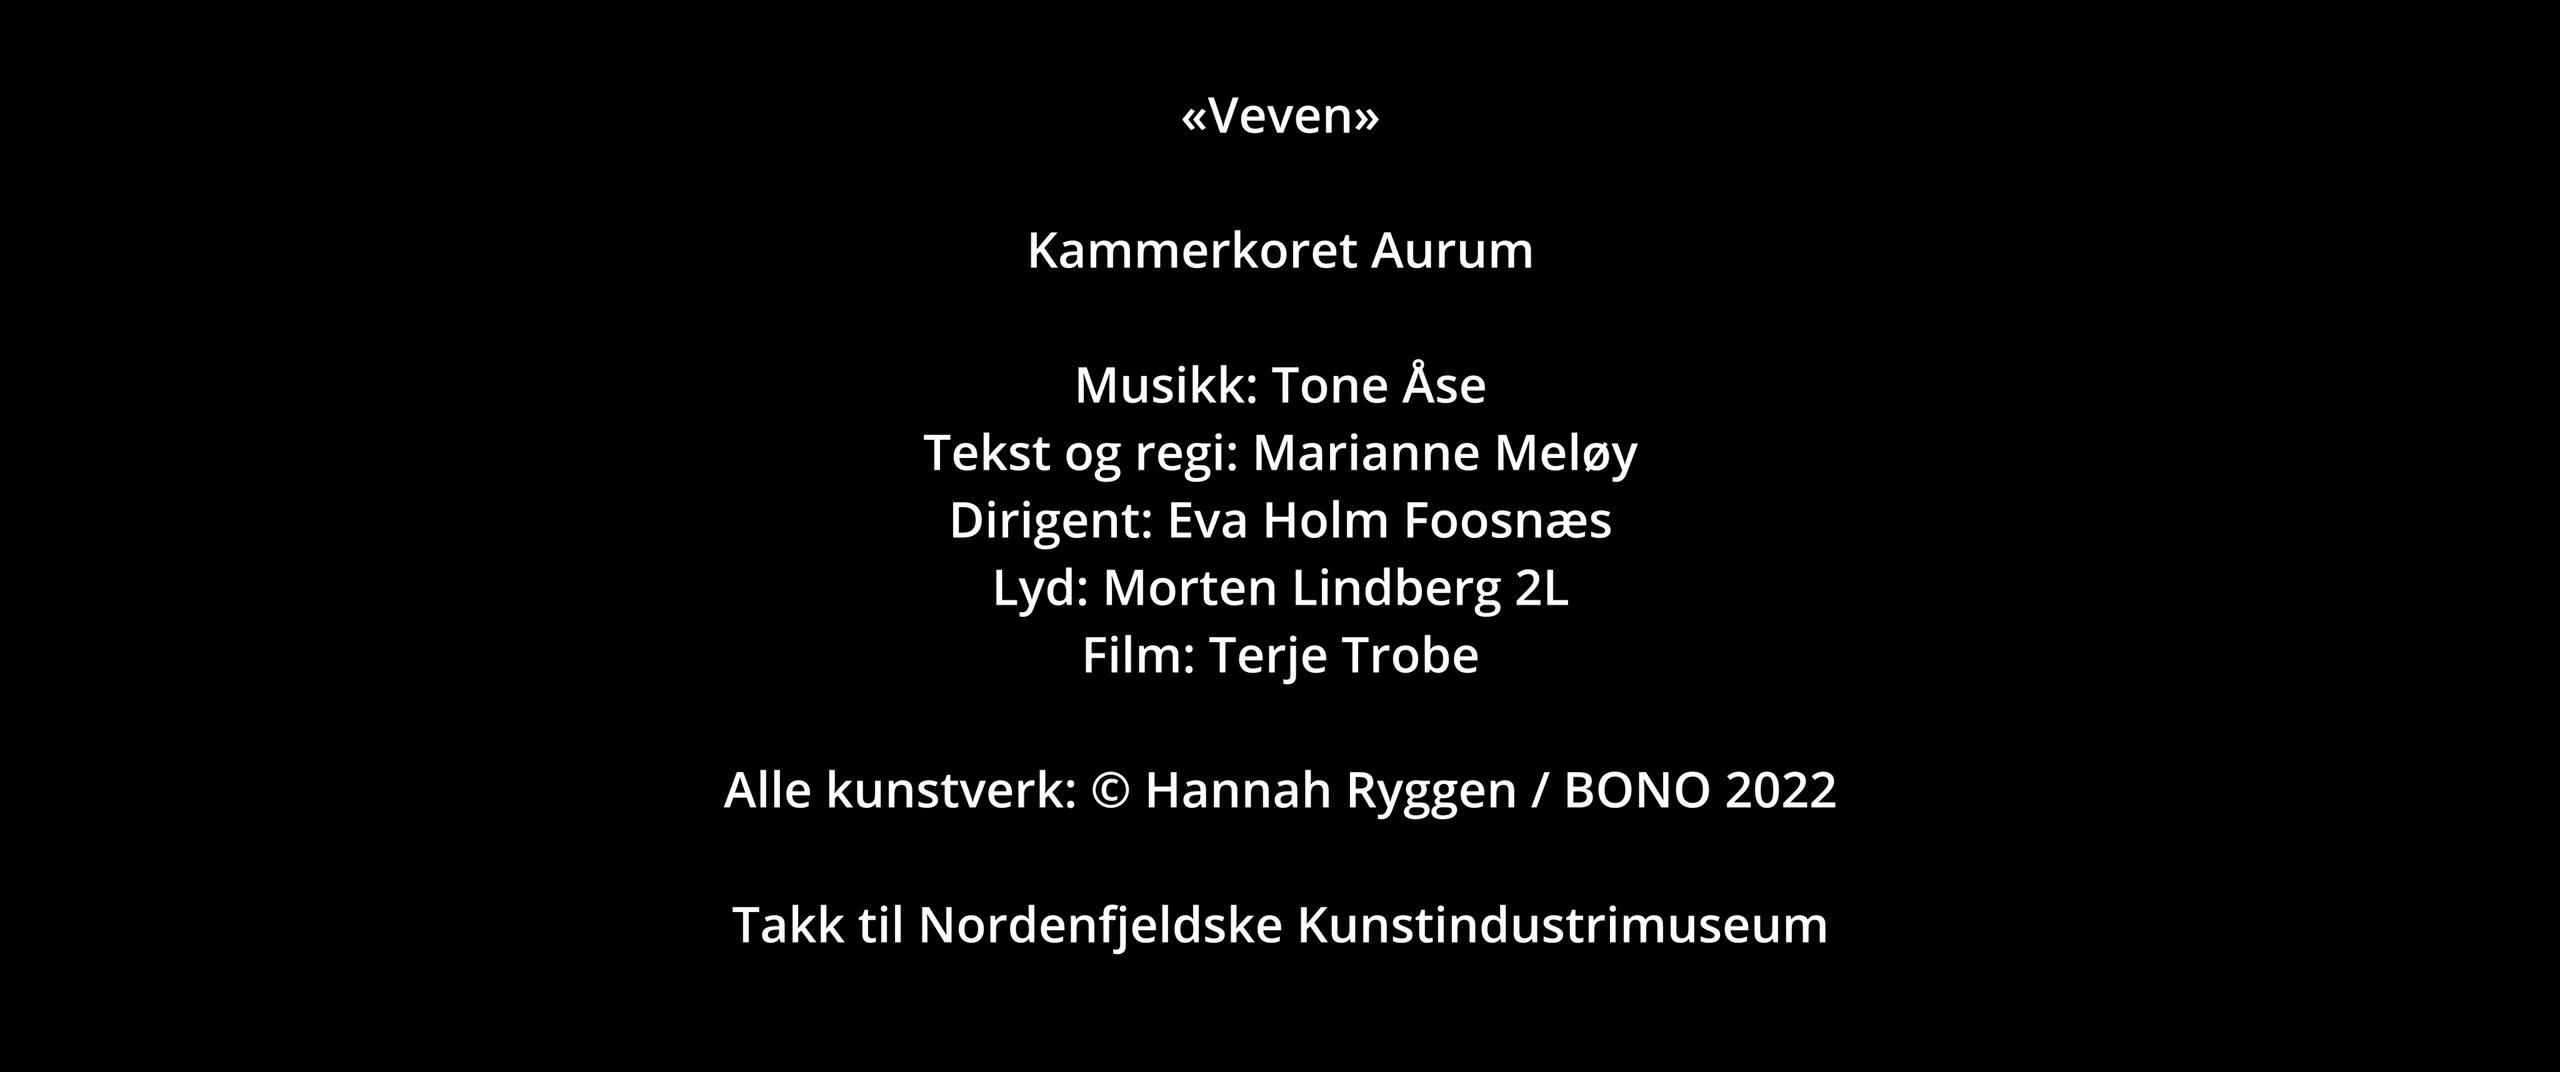 «Veven»
Kammerkoret Aurum
Musikk: Tone Åse
Tekst og regi: Marianne Meløy
Dirigent: Eva Holm Foosnæs
Lyd: Morten Lindberg 2L
Film: Terje Trobe
Alle kunstverk: © Hannah Ryggen / BONO 2022
Takk til Nordenfjeldske Kunstindustrimuseum